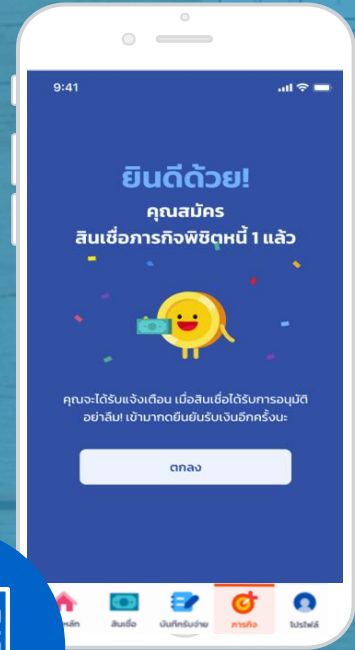 9:41
ยินดีด้วย!
คุณสมัคร
สินเชื่อภารกิจพิชิตหนี้ 1 แล้ว
คุณจะได้รับแจ้งเตือน เมื่อสินเชื่อได้รับการอนุมัติ
อย่าลืม! เข้ามากดยืนยันรับเงินอีกครั้งนะ
ตกลง
สินเชื่อ บันทึกรับจ่าย ภารกิจ โปรไฟล์